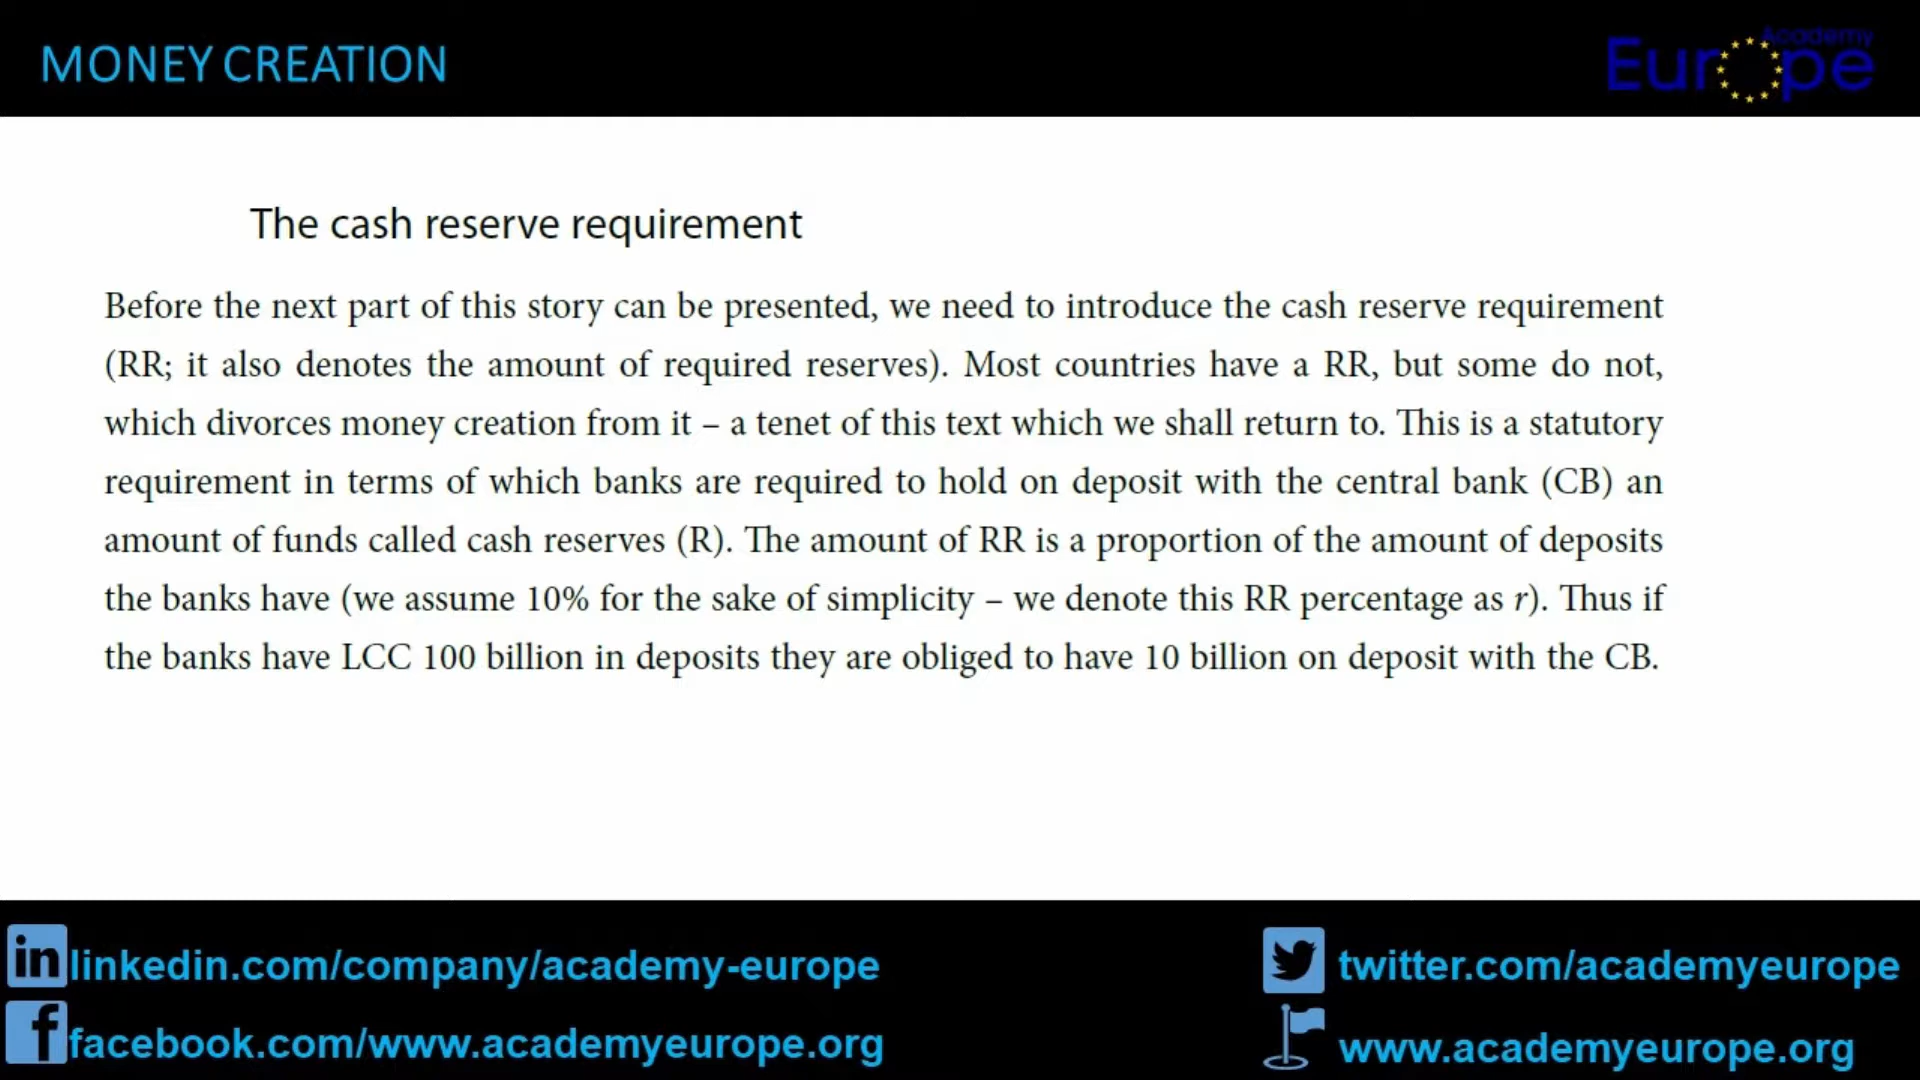 MONEY CREATION
Academy
Europe
The cash reserve requirement
Before the next part of this story can be presented, we need to introduce the cash reserve requirement
(RR; it also denotes the amount of required reserves). Most countries have a RR, but some do not,
which divorces money creation from it – a tenet of this text which we shall return to. This is a statutory
requirement in terms of which banks are required to hold on deposit with the central bank (CB) an
amount of funds called cash reserves (R). The amount of RR is a proportion of the amount of deposits
the banks have (we assume 10% for the sake of simplicity – we denote this RR percentage as r). Thus if
the banks have LCC 100 billion in deposits they are obliged to have 10 billion on deposit with the CB.
in linkedin.com/company/academy-europe
twitter.com/academyeurope
f facebook.com/www.academyeurope.org
www.academyeurope.org